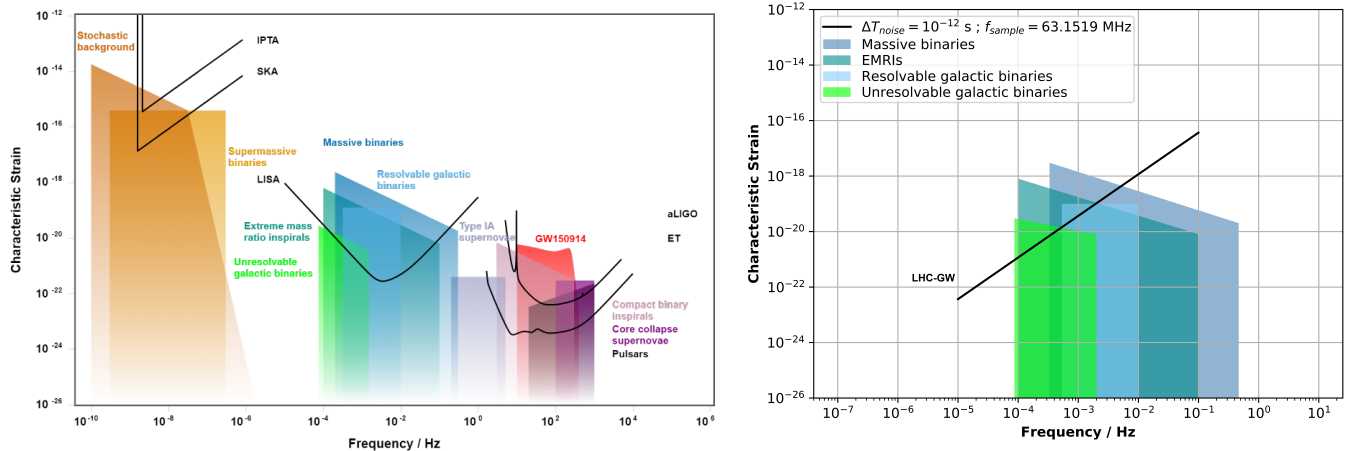 10 -12
10 -14
10 -16
10 -18
10 -20
10 -22
10 -24
10 -26
Characteristic Strain
Stochastic
background
IPTA
SKA
Supermassive
binaries
LISA
Massive binaries
Resolvable galactic
binaries
Extreme mass
ratio inspirals
Unresolvable
galactic binaries
Type IA
supernovae
GW150914
aLIGO
ET
Compact binary
inspirals
Core collapse
supernovae
Pulsars
10 -10
10 -8
10 -6
10 -4
10 -2
10 0
10 2
10 4
10 6
Frequency / Hz
10⁻¹²
10⁻¹⁴
10⁻¹⁶
10⁻¹⁸
10⁻²⁰
10⁻²²
10⁻²⁴
10⁻²⁶
Characteristic Strain
ΔT_noise = 10⁻¹² s ; f_sample = 63.1519 MHz
Massive binaries
EMRIs
Resolvable galactic binaries
Unresolvable galactic binaries
LHC-GW
10⁻⁷
10⁻⁶
10⁻⁵
10⁻⁴
10⁻³
10⁻²
10⁻¹
10⁰
10¹
Frequency / Hz